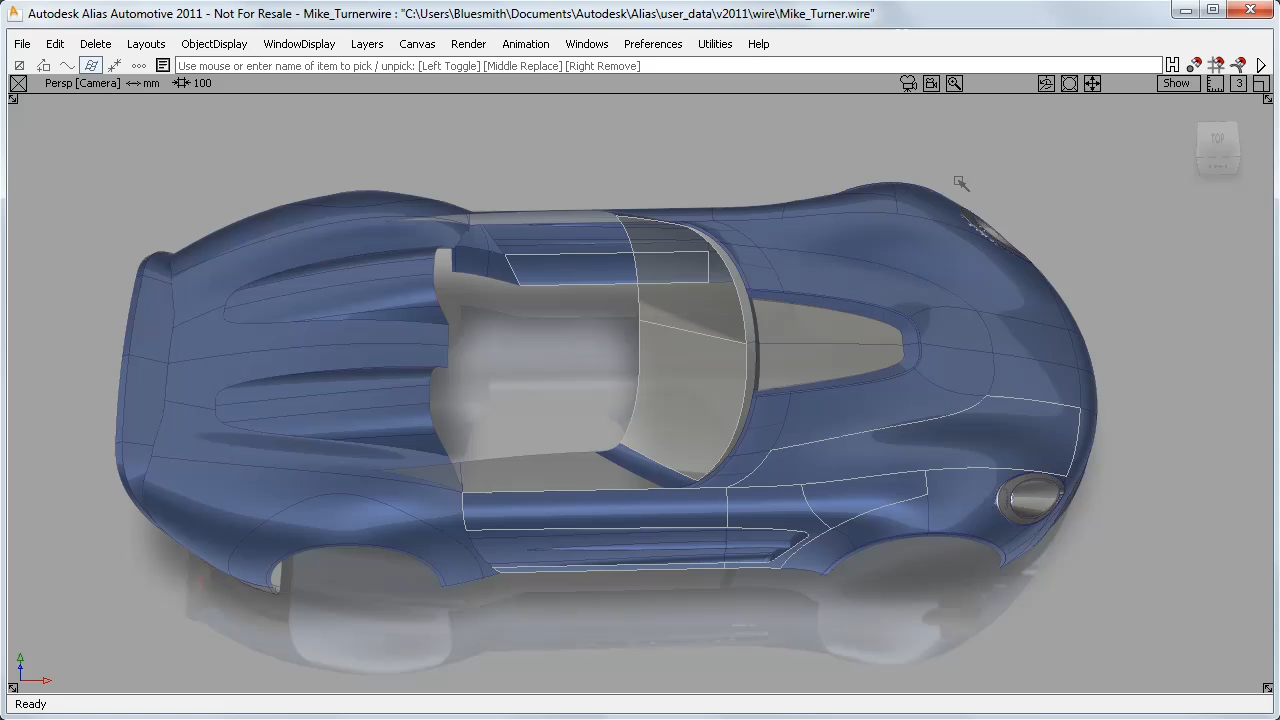 Autodesk Alias Automotive 2011 - Not For Resale - Mike_Turnerwire : "C:\Users\Bluesmith\Documents\Autodesk\Alias\user_data\v2011\wire\Mike_Turner.wire"
File Edit Delete Layouts ObjectDisplay WindowDisplay Layers Canvas Render Animation Windows Preferences Utilities Help
Use mouse or enter name of item to pick / unpick: [Left Toggle] [Middle Replace] [Right Remove]
Persp [Camera] mm 100 Show 3
TOP
Ready